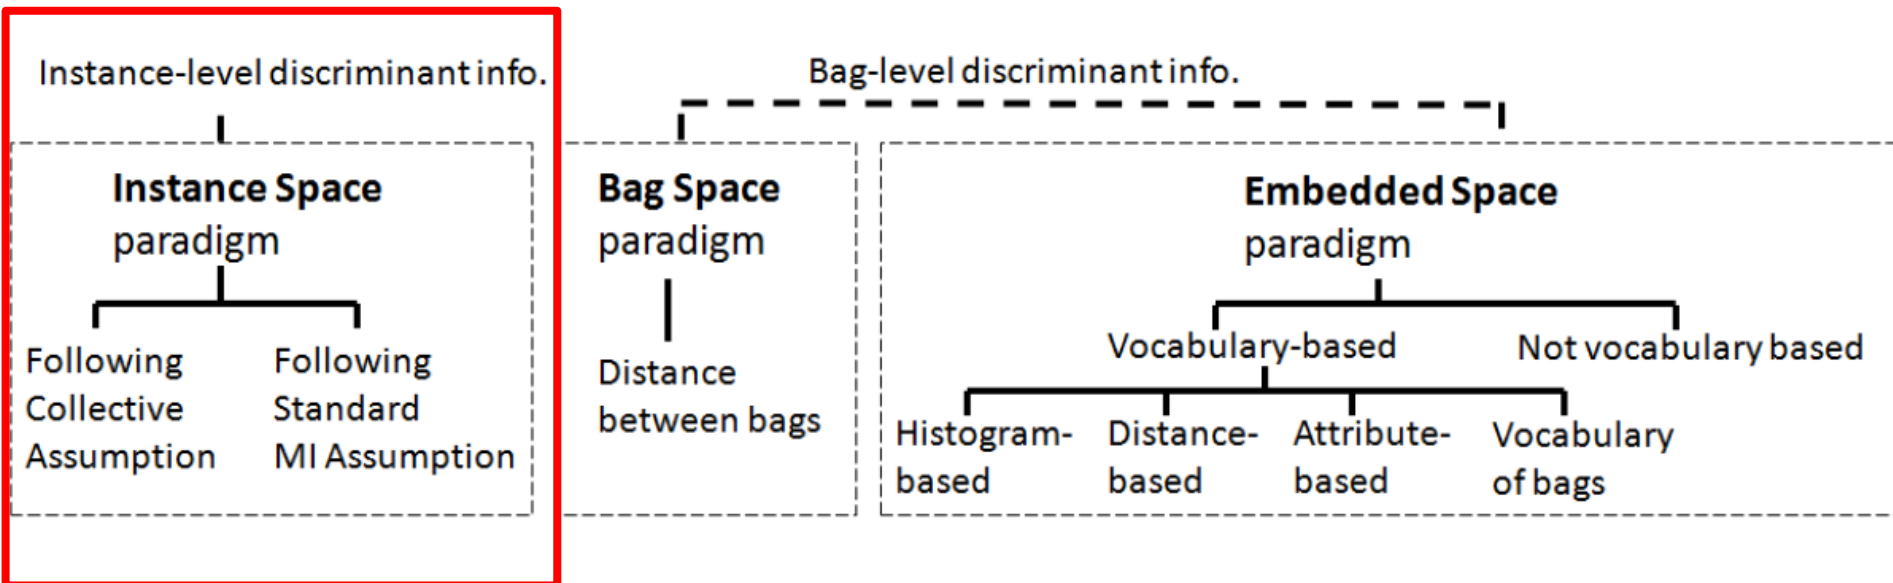 Instance-level discriminant info.
Bag-level discriminant info.
Instance Space
paradigm
Following
Collective
Assumption
Following
Standard
MI Assumption
Bag Space
paradigm
Distance
between bags
Embedded Space
paradigm
Vocabulary-based
Not vocabulary based
Histogram-
based
Distance-
based
Attribute-
based
Vocabulary
of bags